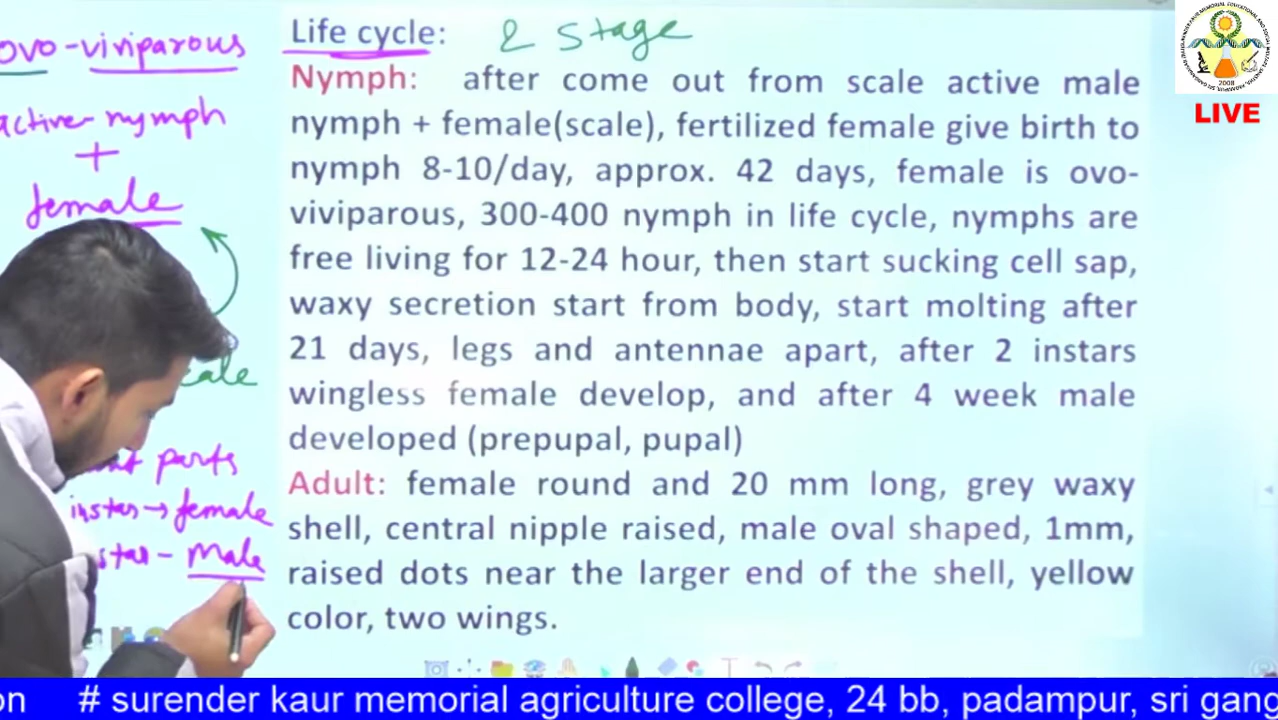 Life cycle: 2 stage
Nymph: after come out from scale active male
nymph + female(scale), fertilized female give birth to
nymph 8-10/day, approx. 42 days, female is ovo-
viviparous, 300-400 nymph in life cycle, nymphs are
free living for 12-24 hour, then start sucking cell sap,
waxy secretion start from body, start molting after
21 days, legs and antennae apart, after 2 instars
wingless female develop, and after 4 week male
developed (prepupal, pupal)
Adult: female round and 20 mm long, grey waxy
shell, central nipple raised, male oval shaped, 1mm,
raised dots near the larger end of the shell, yellow
color, two wings.
ovo-viviparous
active nymph
+
female
parts
instar → female
male
2008
LIVE
# surender kaur memorial agriculture college, 24 bb, padampur, sri gang